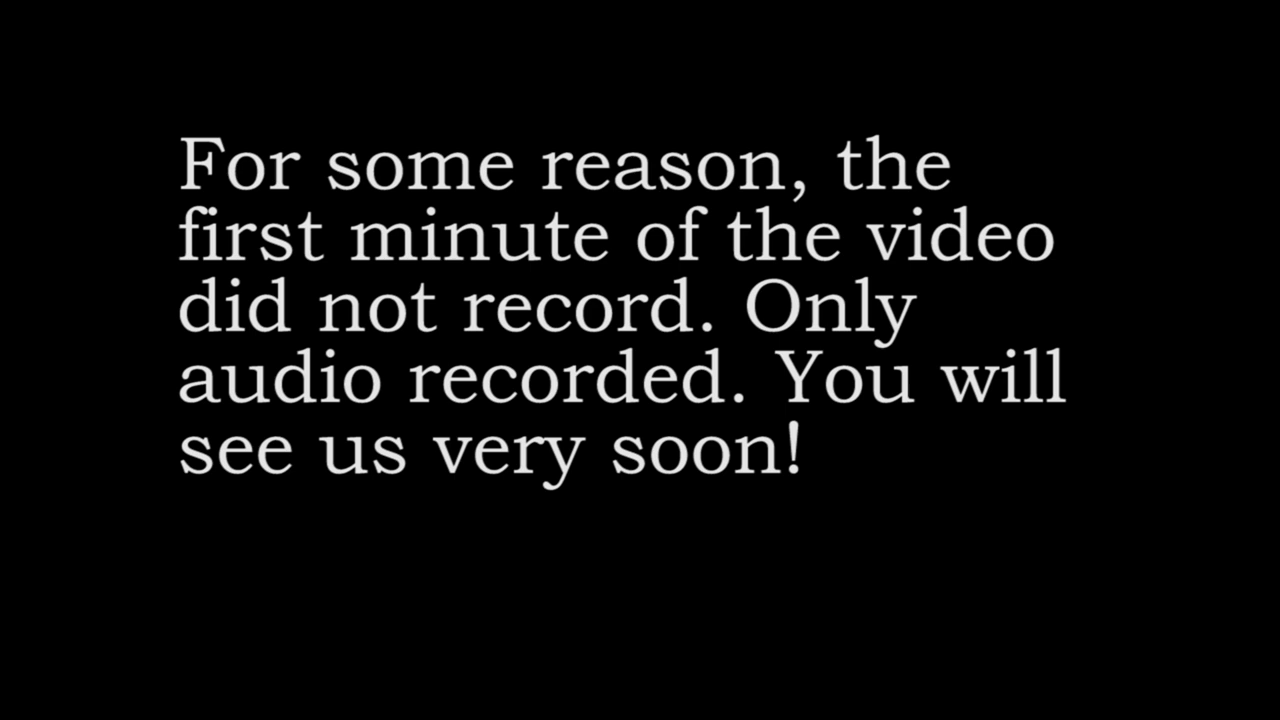 For some reason, the
first minute of the video
did not record. Only
audio recorded. You will
see us very soon!